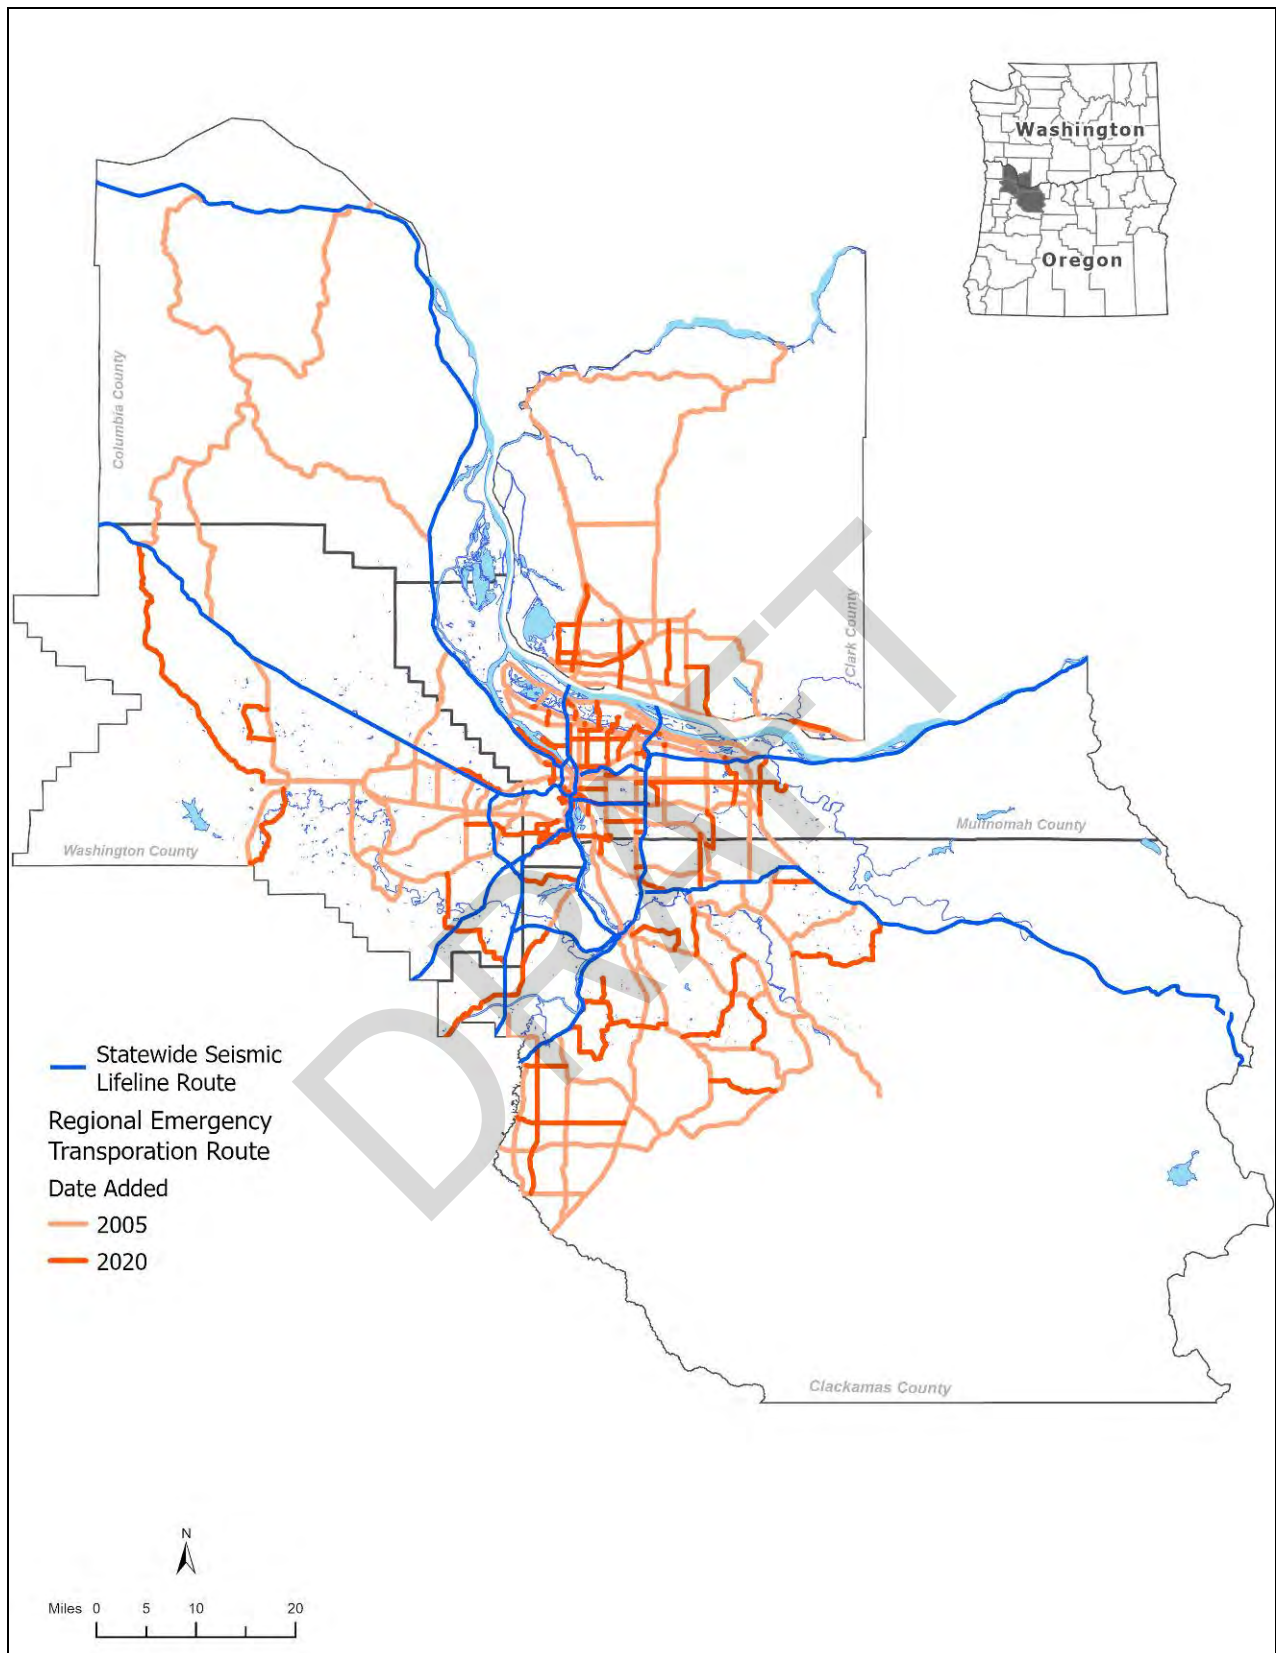 Washington
Oregon
Columbia County
Clark County
Multnomah County
Washington County
DRAFT
Statewide Seismic
Lifeline Route
Regional Emergency
Transporation Route
Date Added
2005
2020
Clackamas County
N
Miles 0 5 10 20